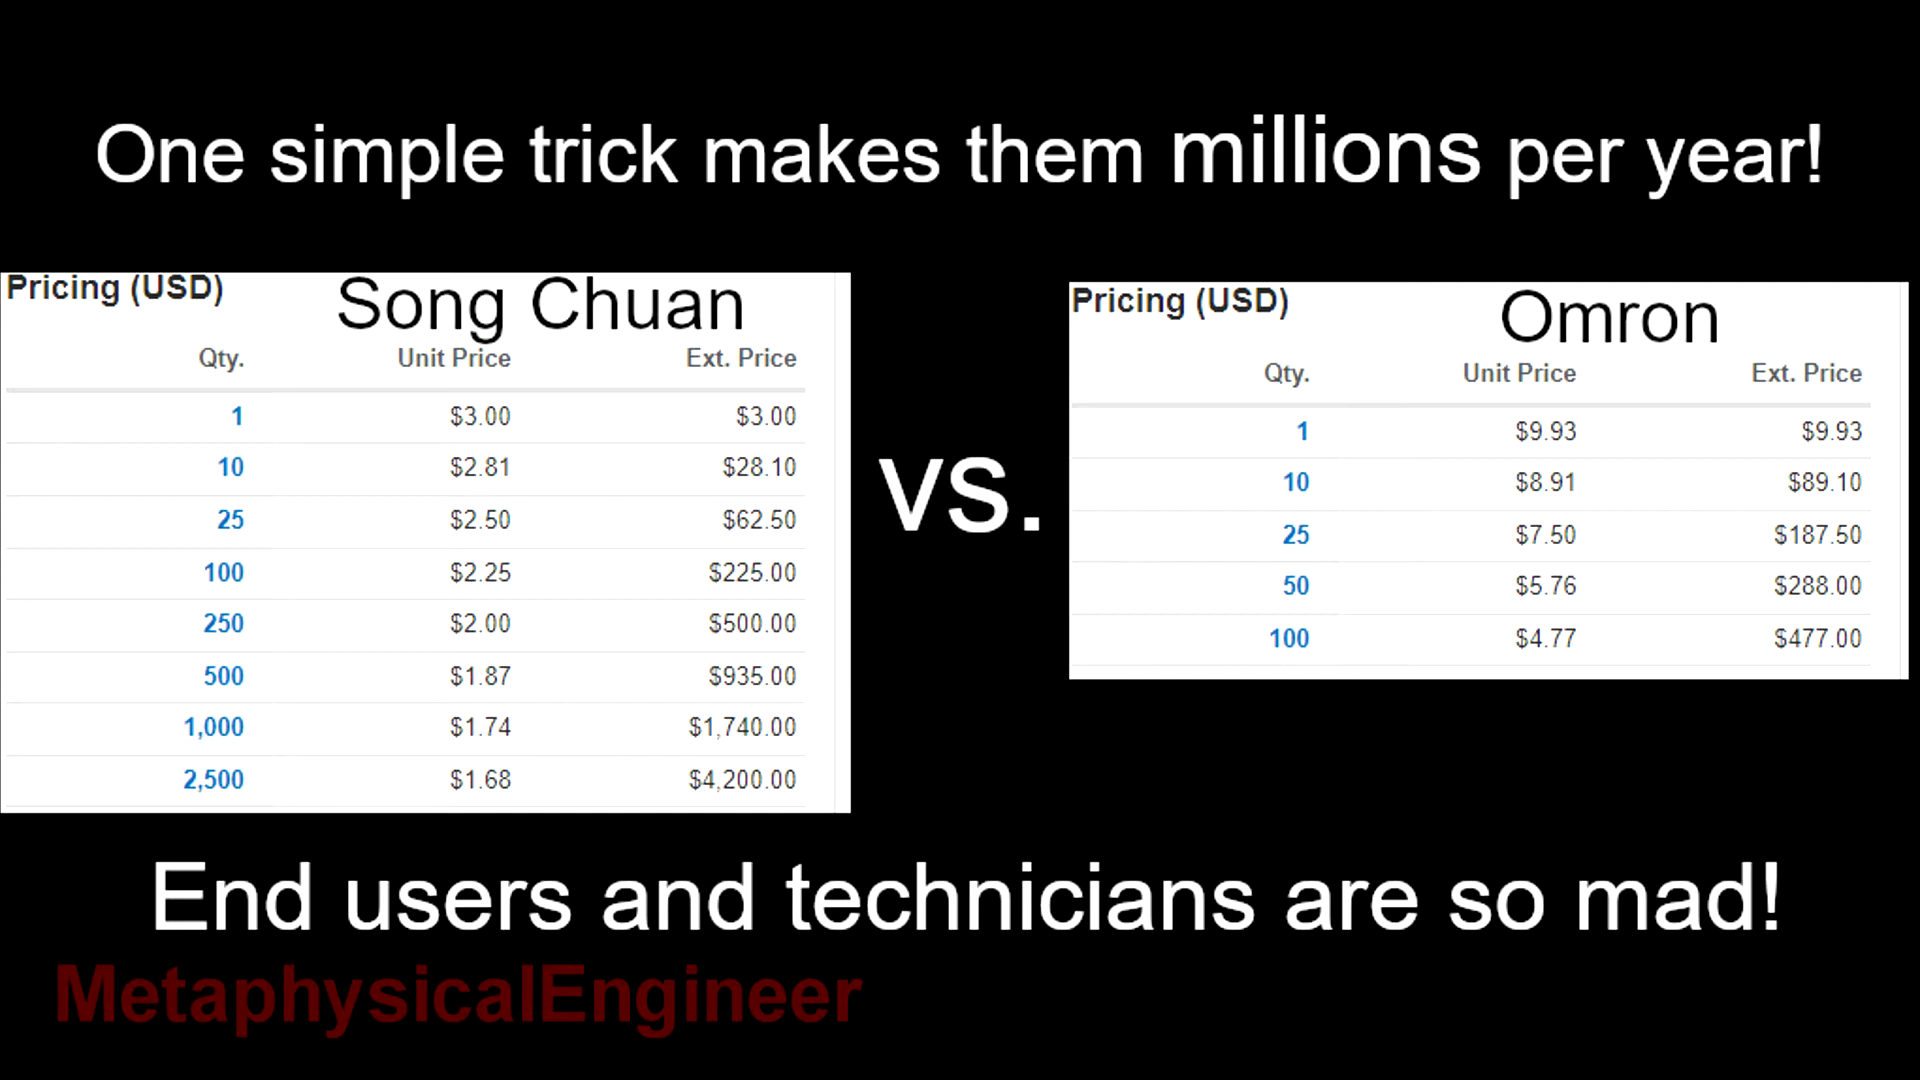 One simple trick makes them millions per year!
Pricing (USD) Song Chuan
Qty. Unit Price Ext. Price
1 $3.00 $3.00
10 $2.81 $28.10
25 $2.50 $62.50
100 $2.25 $225.00
250 $2.00 $500.00
500 $1.87 $935.00
1,000 $1.74 $1,740.00
2,500 $1.68 $4,200.00
vs.
Pricing (USD) Omron
Qty. Unit Price Ext. Price
1 $9.93 $9.93
10 $8.91 $89.10
25 $7.50 $187.50
50 $5.76 $288.00
100 $4.77 $477.00
End users and technicians are so mad!
MetaphysicalEngineer